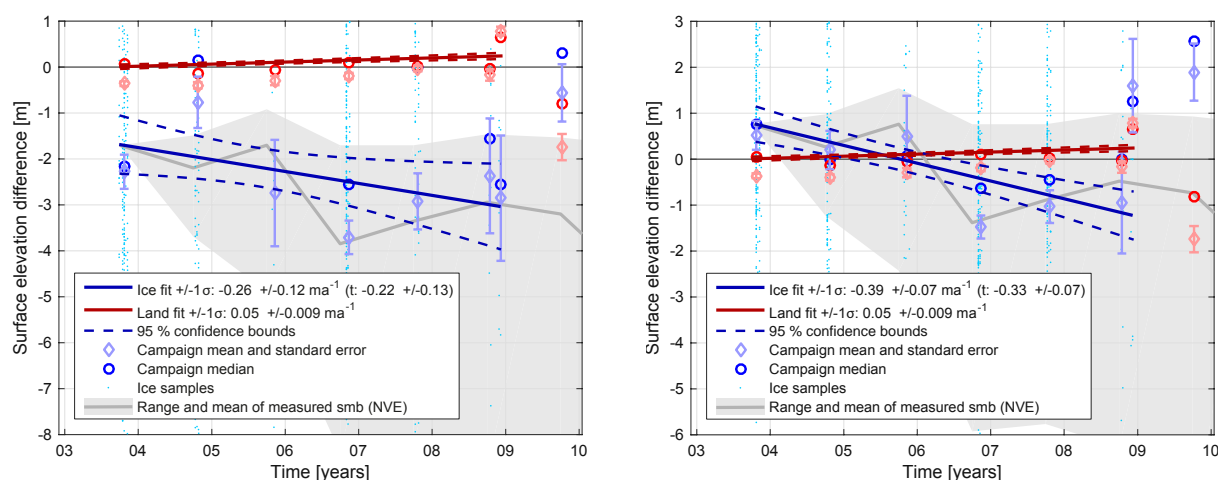 Surface elevation difference [m]
1
0
-1
-2
-3
-4
-5
-6
-7
-8
Ice fit +/-1σ: -0.26 +/-0.12 ma⁻¹ (t: -0.22 +/-0.13)
Land fit +/-1σ: 0.05 +/-0.009 ma⁻¹
95 % confidence bounds
Campaign mean and standard error
Campaign median
Ice samples
Range and mean of measured smb (NVE)
03 04 05 06 07 08 09 10
Time [years]
Surface elevation difference [m]
3
2
1
0
-1
-2
-3
-4
-5
-6
Ice fit +/-1σ: -0.39 +/-0.07 ma⁻¹ (t: -0.33 +/-0.07)
Land fit +/-1σ: 0.05 +/-0.009 ma⁻¹
95 % confidence bounds
Campaign mean and standard error
Campaign median
Ice samples
Range and mean of measured smb (NVE)
03 04 05 06 07 08 09 10
Time [years]